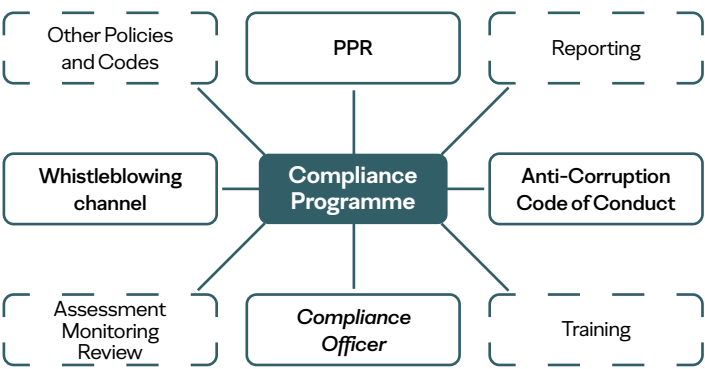 Other Policies
and Codes
PPR
Reporting
Whistleblowing
channel
Compliance
Programme
Anti-Corruption
Code of Conduct
Assessment
Monitoring
Review
Compliance
Officer
Training